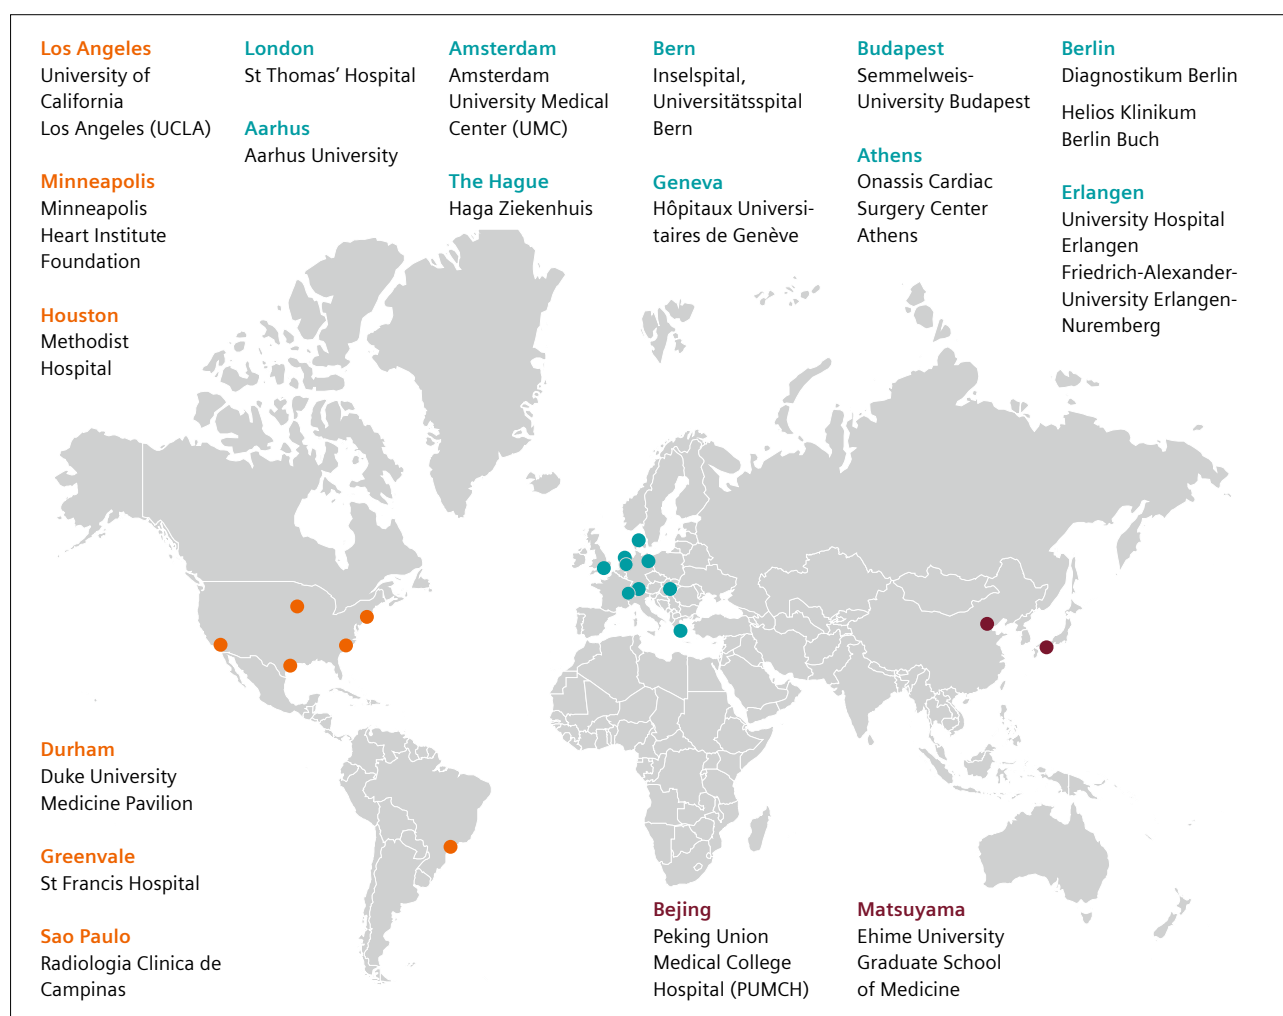 Los Angeles
University of
California
Los Angeles (UCLA)
Minneapolis
Minneapolis
Heart Institute
Foundation
Houston
Methodist
Hospital
London
St Thomas’ Hospital
Aarhus
Aarhus University
Amsterdam
Amsterdam
University Medical
Center (UMC)
The Hague
Haga Ziekenhuis
Bern
Inselspital,
Universitätsspital
Bern
Geneva
Hôpitaux Universi-
taires de Genève
Budapest
Semmelweis-
University Budapest
Athens
Onassis Cardiac
Surgery Center
Athens
Berlin
Diagnostikum Berlin
Helios Klinikum
Berlin Buch
Erlangen
University Hospital
Erlangen
Friedrich-Alexander-
University Erlangen-
Nuremberg
Durham
Duke University
Medicine Pavilion
Greenvale
St Francis Hospital
Sao Paulo
Radiologia Clinica de
Campinas
Bejing
Peking Union
Medical College
Hospital (PUMCH)
Matsuyama
Ehime University
Graduate School
of Medicine